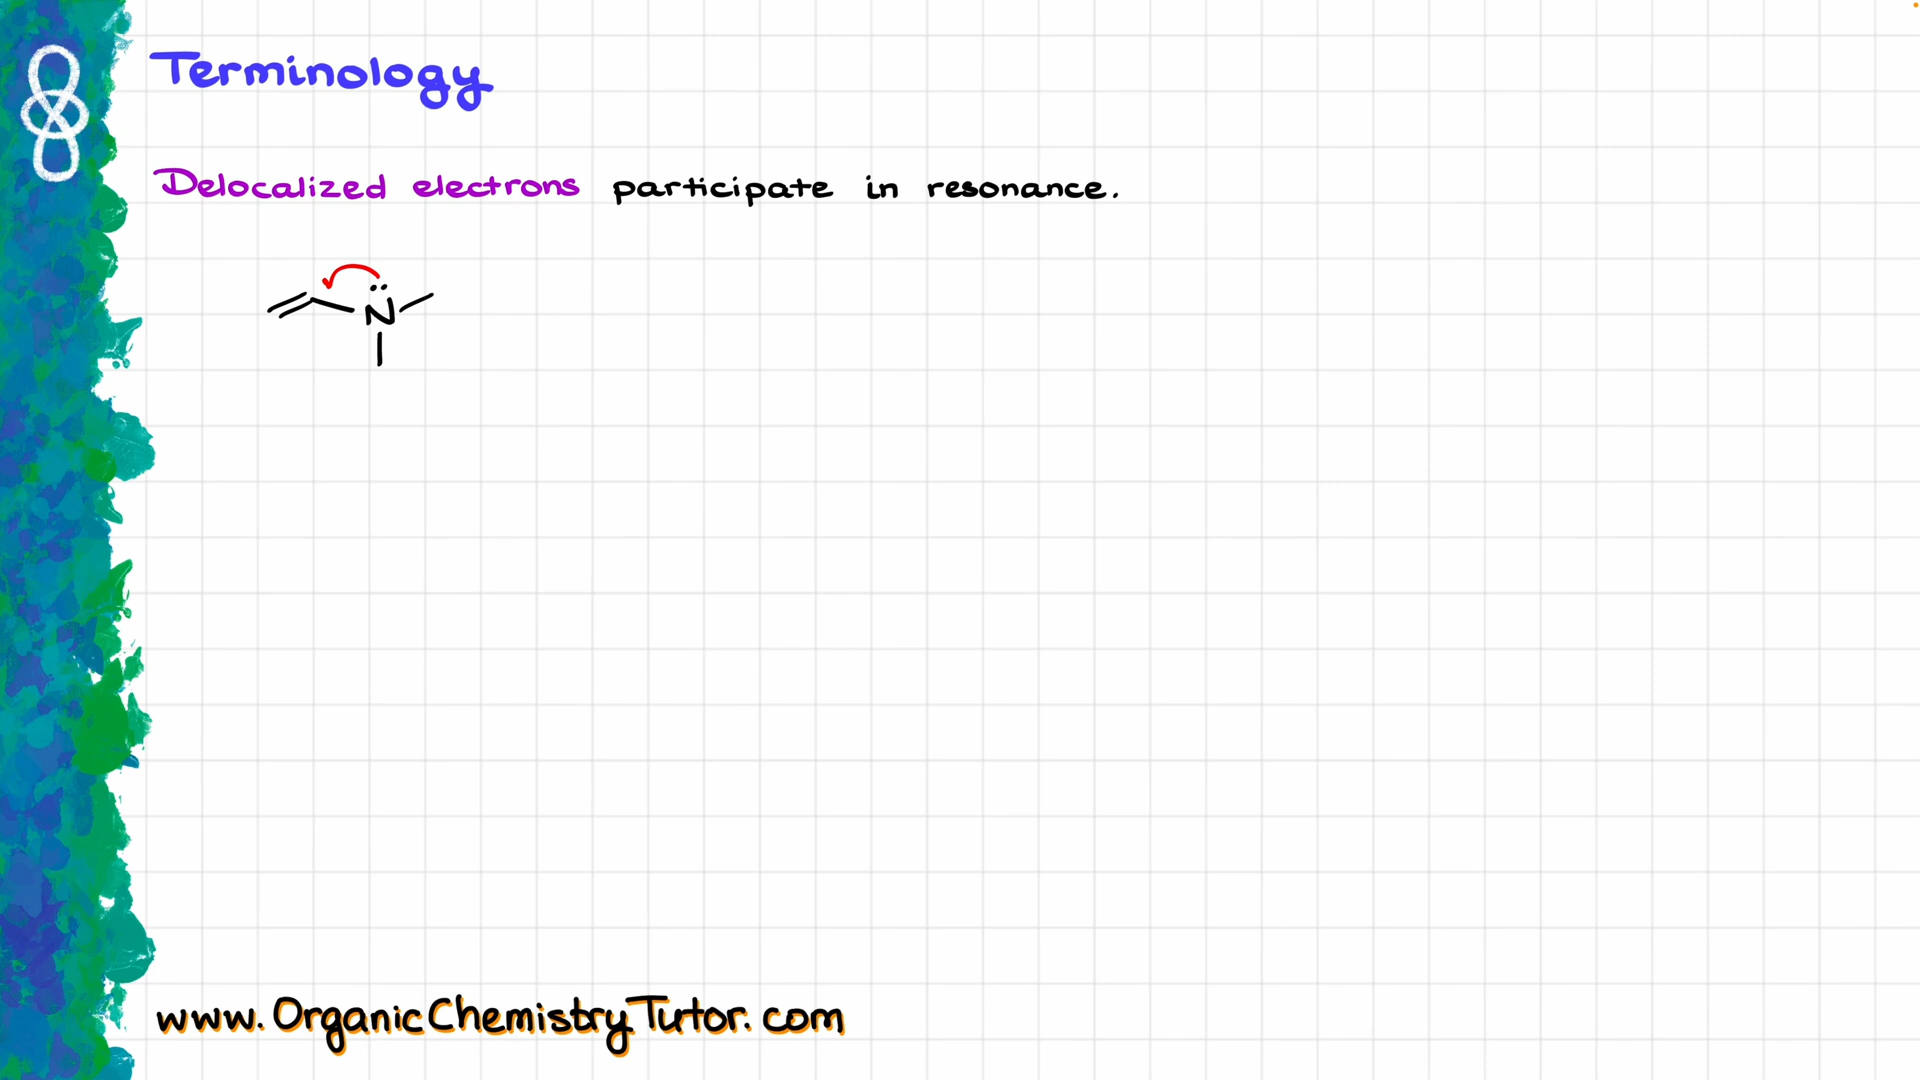 Terminology
Delocalized electrons participate in resonance.
N
www.OrganicChemistryTutor.com